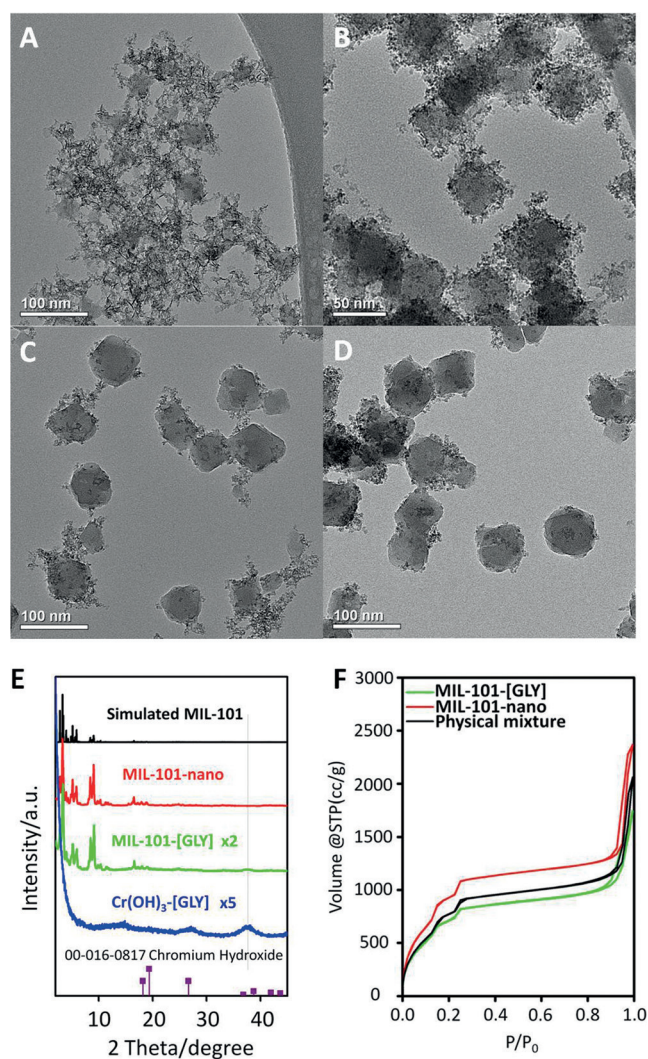 A
B
100 nm
50 nm
C
D
100 nm
100 nm
E
Simulated MIL-101
MIL-101-nano
MIL-101-[GLY] x2
Cr(OH)₃-[GLY] x5
00-016-0817 Chromium Hydroxide
Intensity/a.u.
10 20 30 40
2 Theta/degree
F
MIL-101-[GLY]
MIL-101-nano
Physical mixture
Volume @STP(cc/g)
3000
2500
2000
1500
1000
500
0
0.0 0.2 0.4 0.6 0.8 1.0
P/P₀